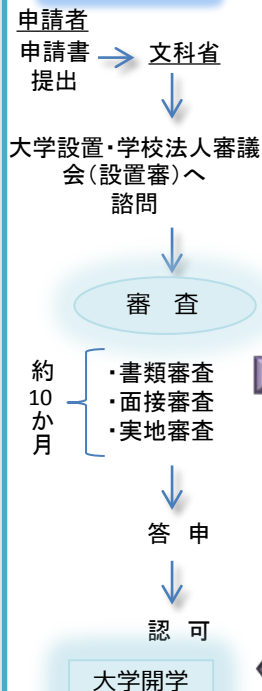 申請者
申請書
提出
文科省
大学設置・学校法人審議
会（設置審）へ
諮問
審　査
約
10
か
月
・書類審査
・面接審査
・実地審査
答　申
認　可
大学開学